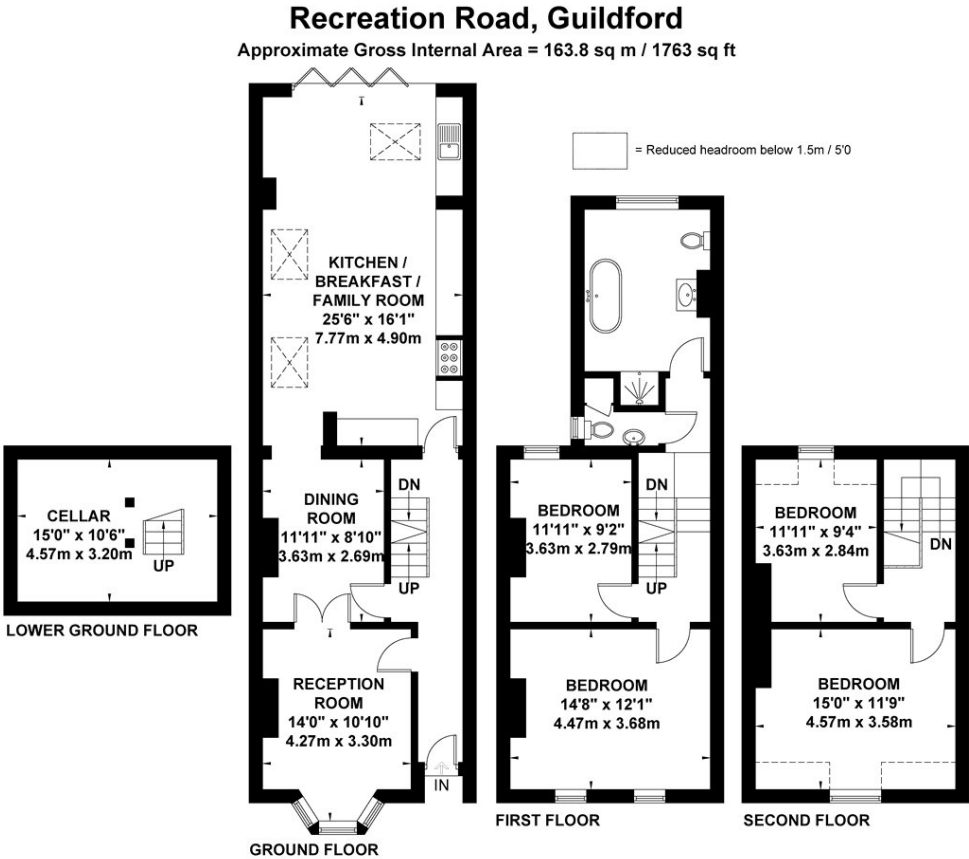 Recreation Road, Guildford
Approximate Gross Internal Area = 163.8 sq m / 1763 sq ft
= Reduced headroom below 1.5m / 5'0
CELLAR
15'0" x 10'6"
4.57m x 3.20m
UP
LOWER GROUND FLOOR
KITCHEN /
BREAKFAST /
FAMILY ROOM
25'6" x 16'1"
7.77m x 4.90m
DINING
ROOM
11'11" x 8'10"
3.63m x 2.69m
DN
UP
RECEPTION
ROOM
14'0" x 10'10"
4.27m x 3.30m
IN
GROUND FLOOR
BEDROOM
11'11" x 9'2"
3.63m x 2.79m
DN
UP
BEDROOM
14'8" x 12'1"
4.47m x 3.68m
FIRST FLOOR
BEDROOM
11'11" x 9'4"
3.63m x 2.84m
DN
BEDROOM
15'0" x 11'9"
4.57m x 3.58m
SECOND FLOOR